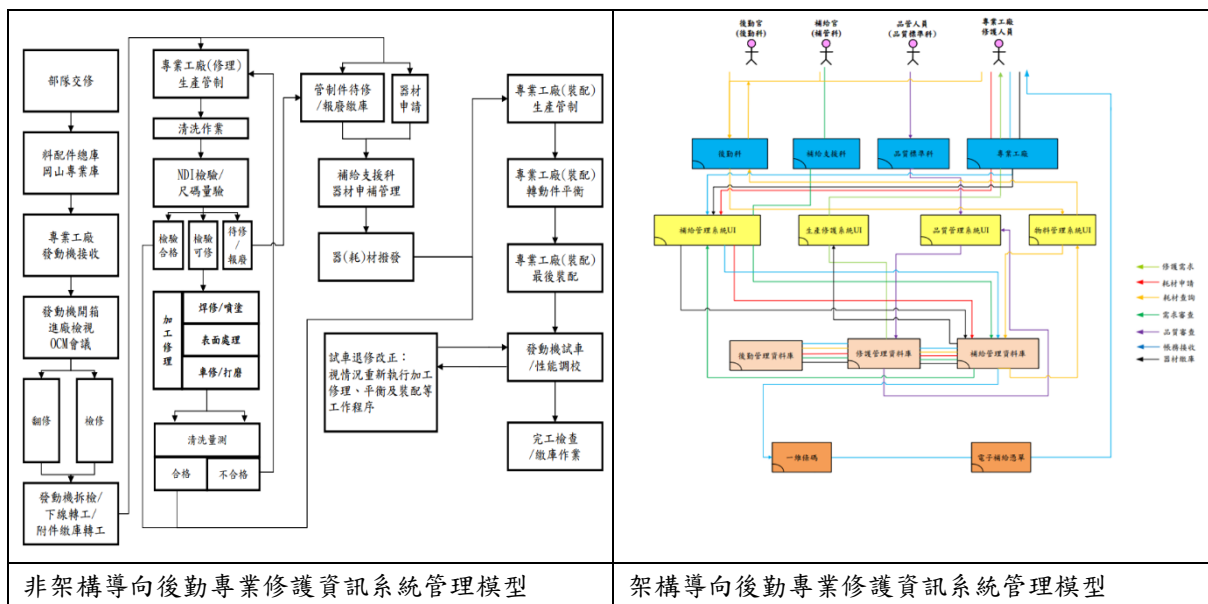 部隊交修
料配件總庫
岡山專業庫
專業工廠
發動機接收
發動機開箱
進廠檢視
OCM會議
翻修
檢修
發動機拆檢/
下線轉工/
附件繳庫轉工
專業工廠(修理)
生產管制
清洗作業
NDI檢驗/
尺碼量驗
檢驗
合格
檢驗
可修
待修
/
報廢
加工修理
焊修/噴塗
表面處理
車修/打磨
清洗量測
合格
不合格
管制件待修
/報廢繳庫
器材
申請
補給支援科
器材申補管理
器(耗)材撥發
試車退修改正：
視情況重新執行加工
修理、平衡及裝配等
工作程序
專業工廠(裝配)
生產管制
專業工廠(裝配)
轉動件平衡
專業工廠(裝配)
最後裝配
發動機試車
/性能調校
完工檢查
/繳庫作業
非架構導向後勤專業修護資訊系統管理模型
後勤官
(後勤科)
補給官
(補管科)
品管人員
(品質標準科)
專業工廠
修護人員
後勤科
補給支援科
品質標準科
專業工廠
補給管理系統UI
生產修護系統UI
品質管理系統UI
物料管理系統UI
修護需求
耗材申請
耗材查詢
需求審查
品質審查
帳務接收
器材繳庫
後勤管理資料庫
修護管理資料庫
補給管理資料庫
一維條碼
電子補給憑單
架構導向後勤專業修護資訊系統管理模型